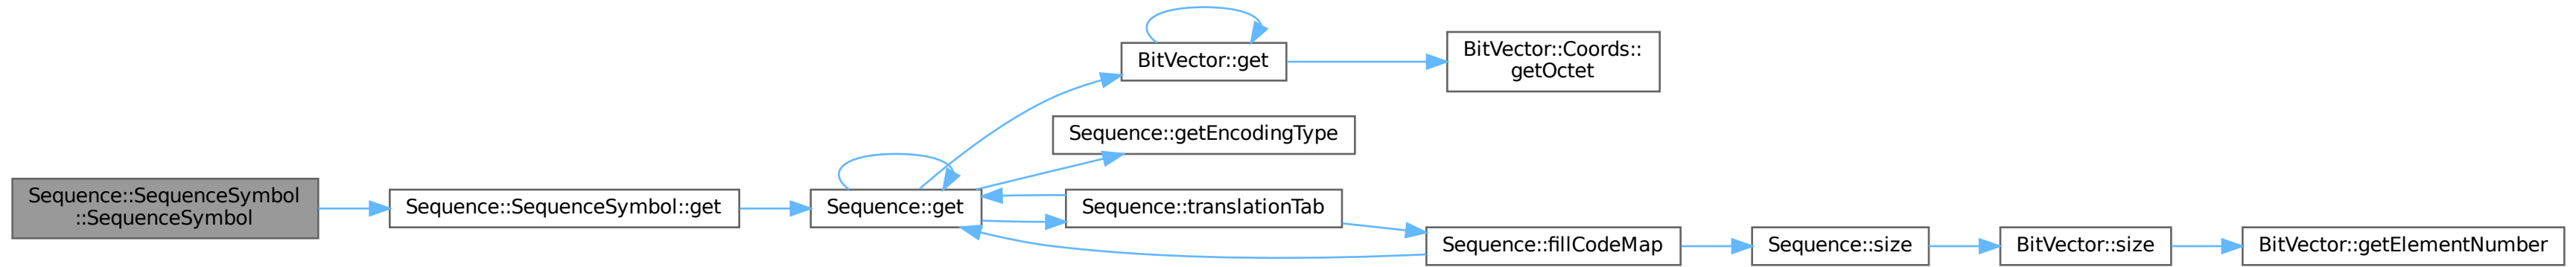 Sequence::SequenceSymbol
::SequenceSymbol
Sequence::SequenceSymbol::get
Sequence::get
BitVector::get
BitVector::Coords::
getOctet
Sequence::getEncodingType
Sequence::translationTab
Sequence::fillCodeMap
Sequence::size
BitVector::size
BitVector::getElementNumber